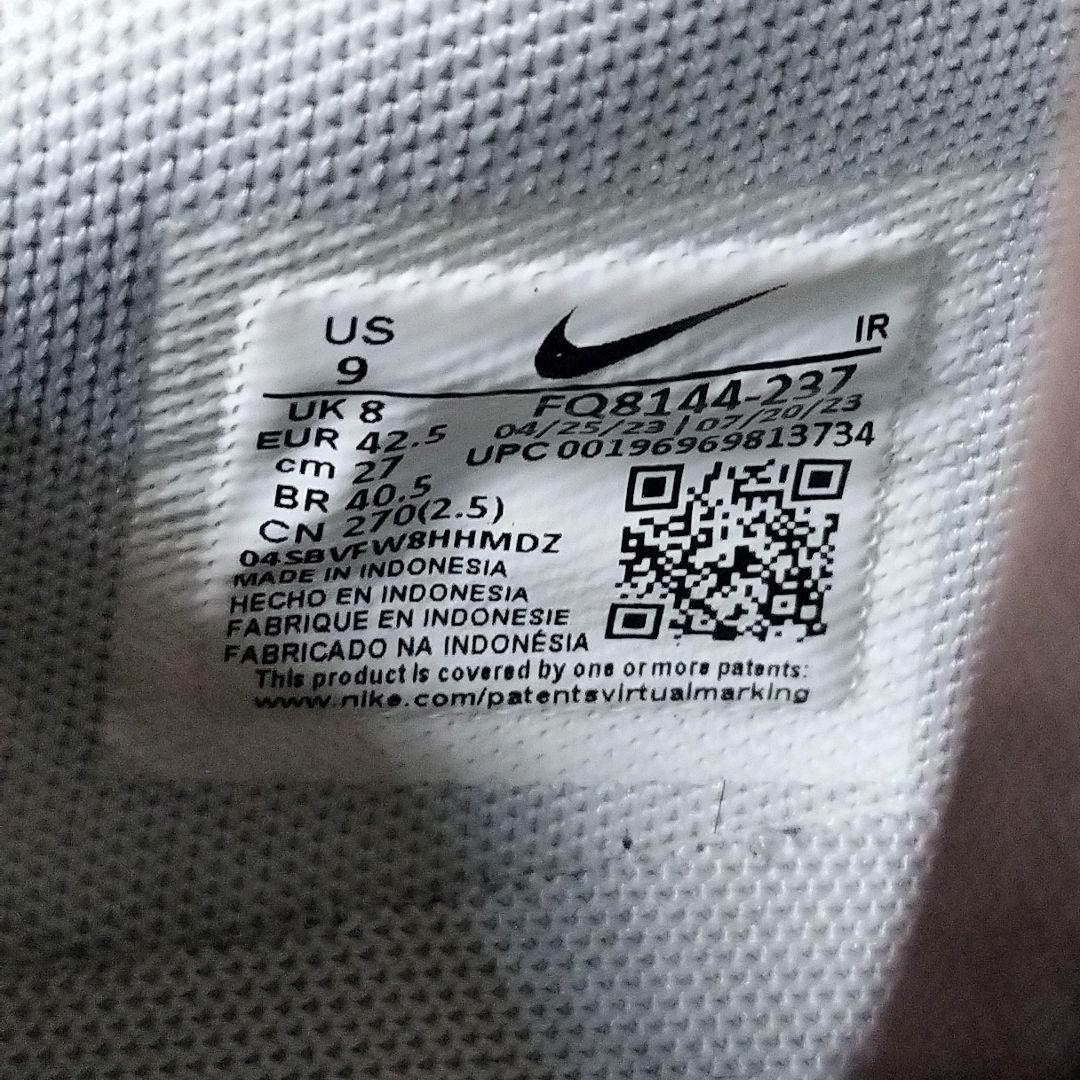 US
9
IR
UK 8
EUR 42.5
cm 27
BR 40.5
CN 270(2.5)
FQ8144-237
04/25/23 | 07/20/23
UPC 00196969813734
04SBVFW8HHMDZ
MADE IN INDONESIA
HECHO EN INDONESIA
FABRIQUE EN INDONESIE
FABRICADO NA INDONÉSIA
This product is covered by one or more patents:
www.nike.com/patentsvirtualmarking